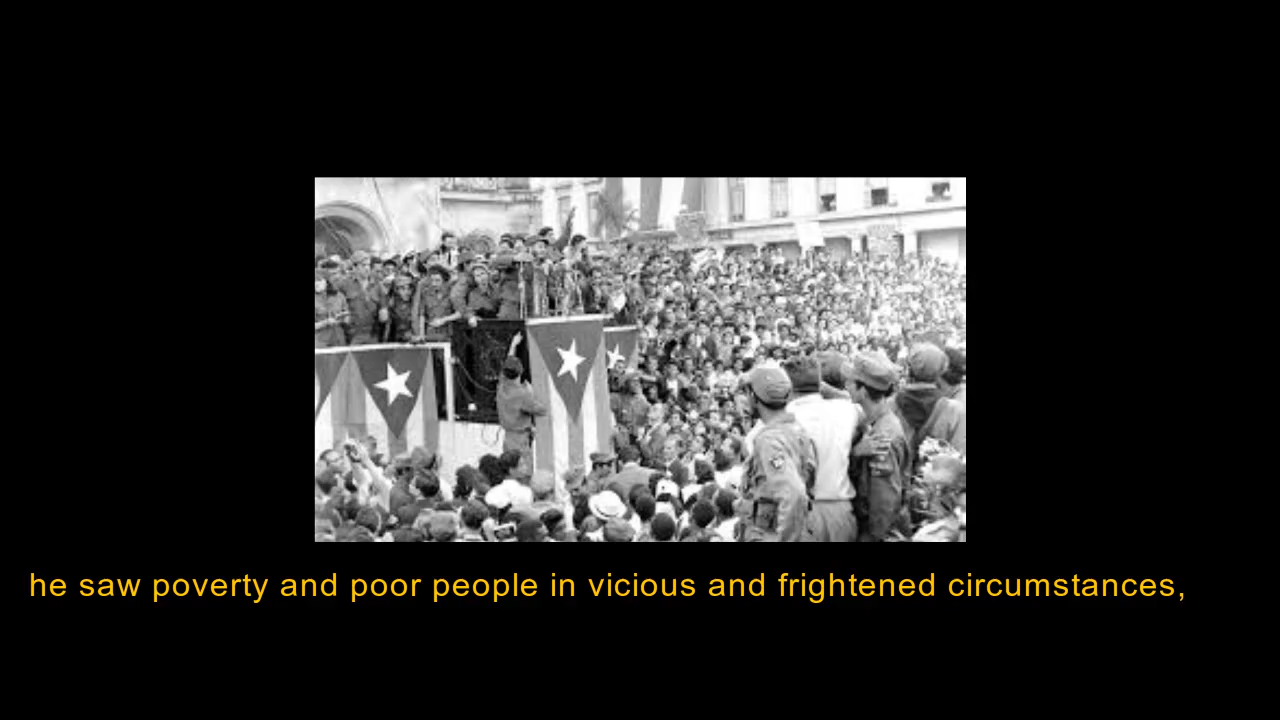 he saw poverty and poor people in vicious and frightened circumstances,